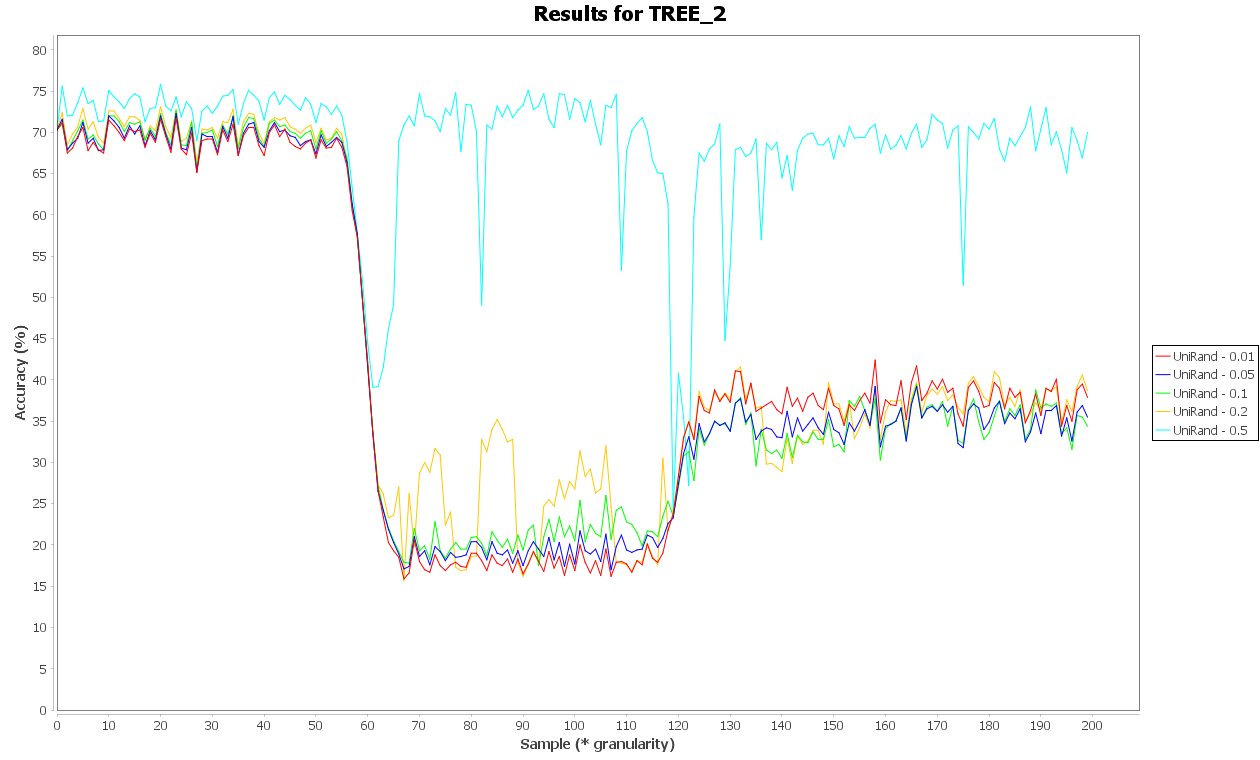 Results for TREE_2
Accuracy (%)
80
75
70
65
60
55
50
45
40
35
30
25
20
15
10
5
0
0 10 20 30 40 50 60 70 80 90 100 110 120 130 140 150 160 170 180 190 200
Sample (* granularity)
UniRand - 0.01
UniRand - 0.05
UniRand - 0.1
UniRand - 0.2
UniRand - 0.5